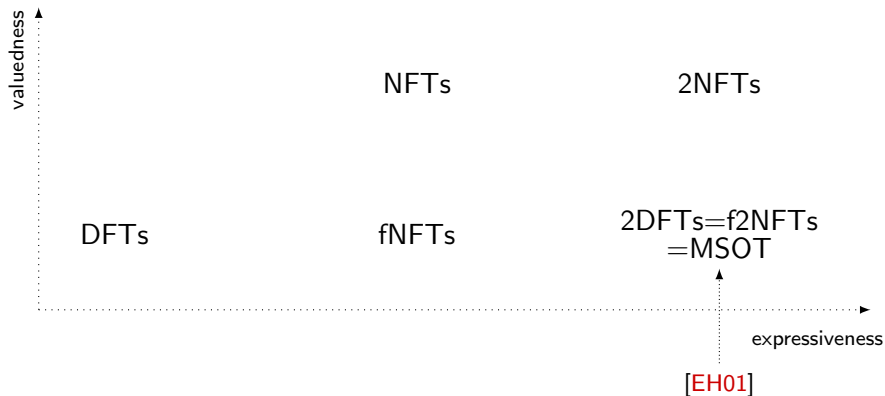 valuedness
NFTs
2NFTs
DFTs
fNFTs
2DFTs=f2NFTs
=MSOT
expressiveness
[EH01]